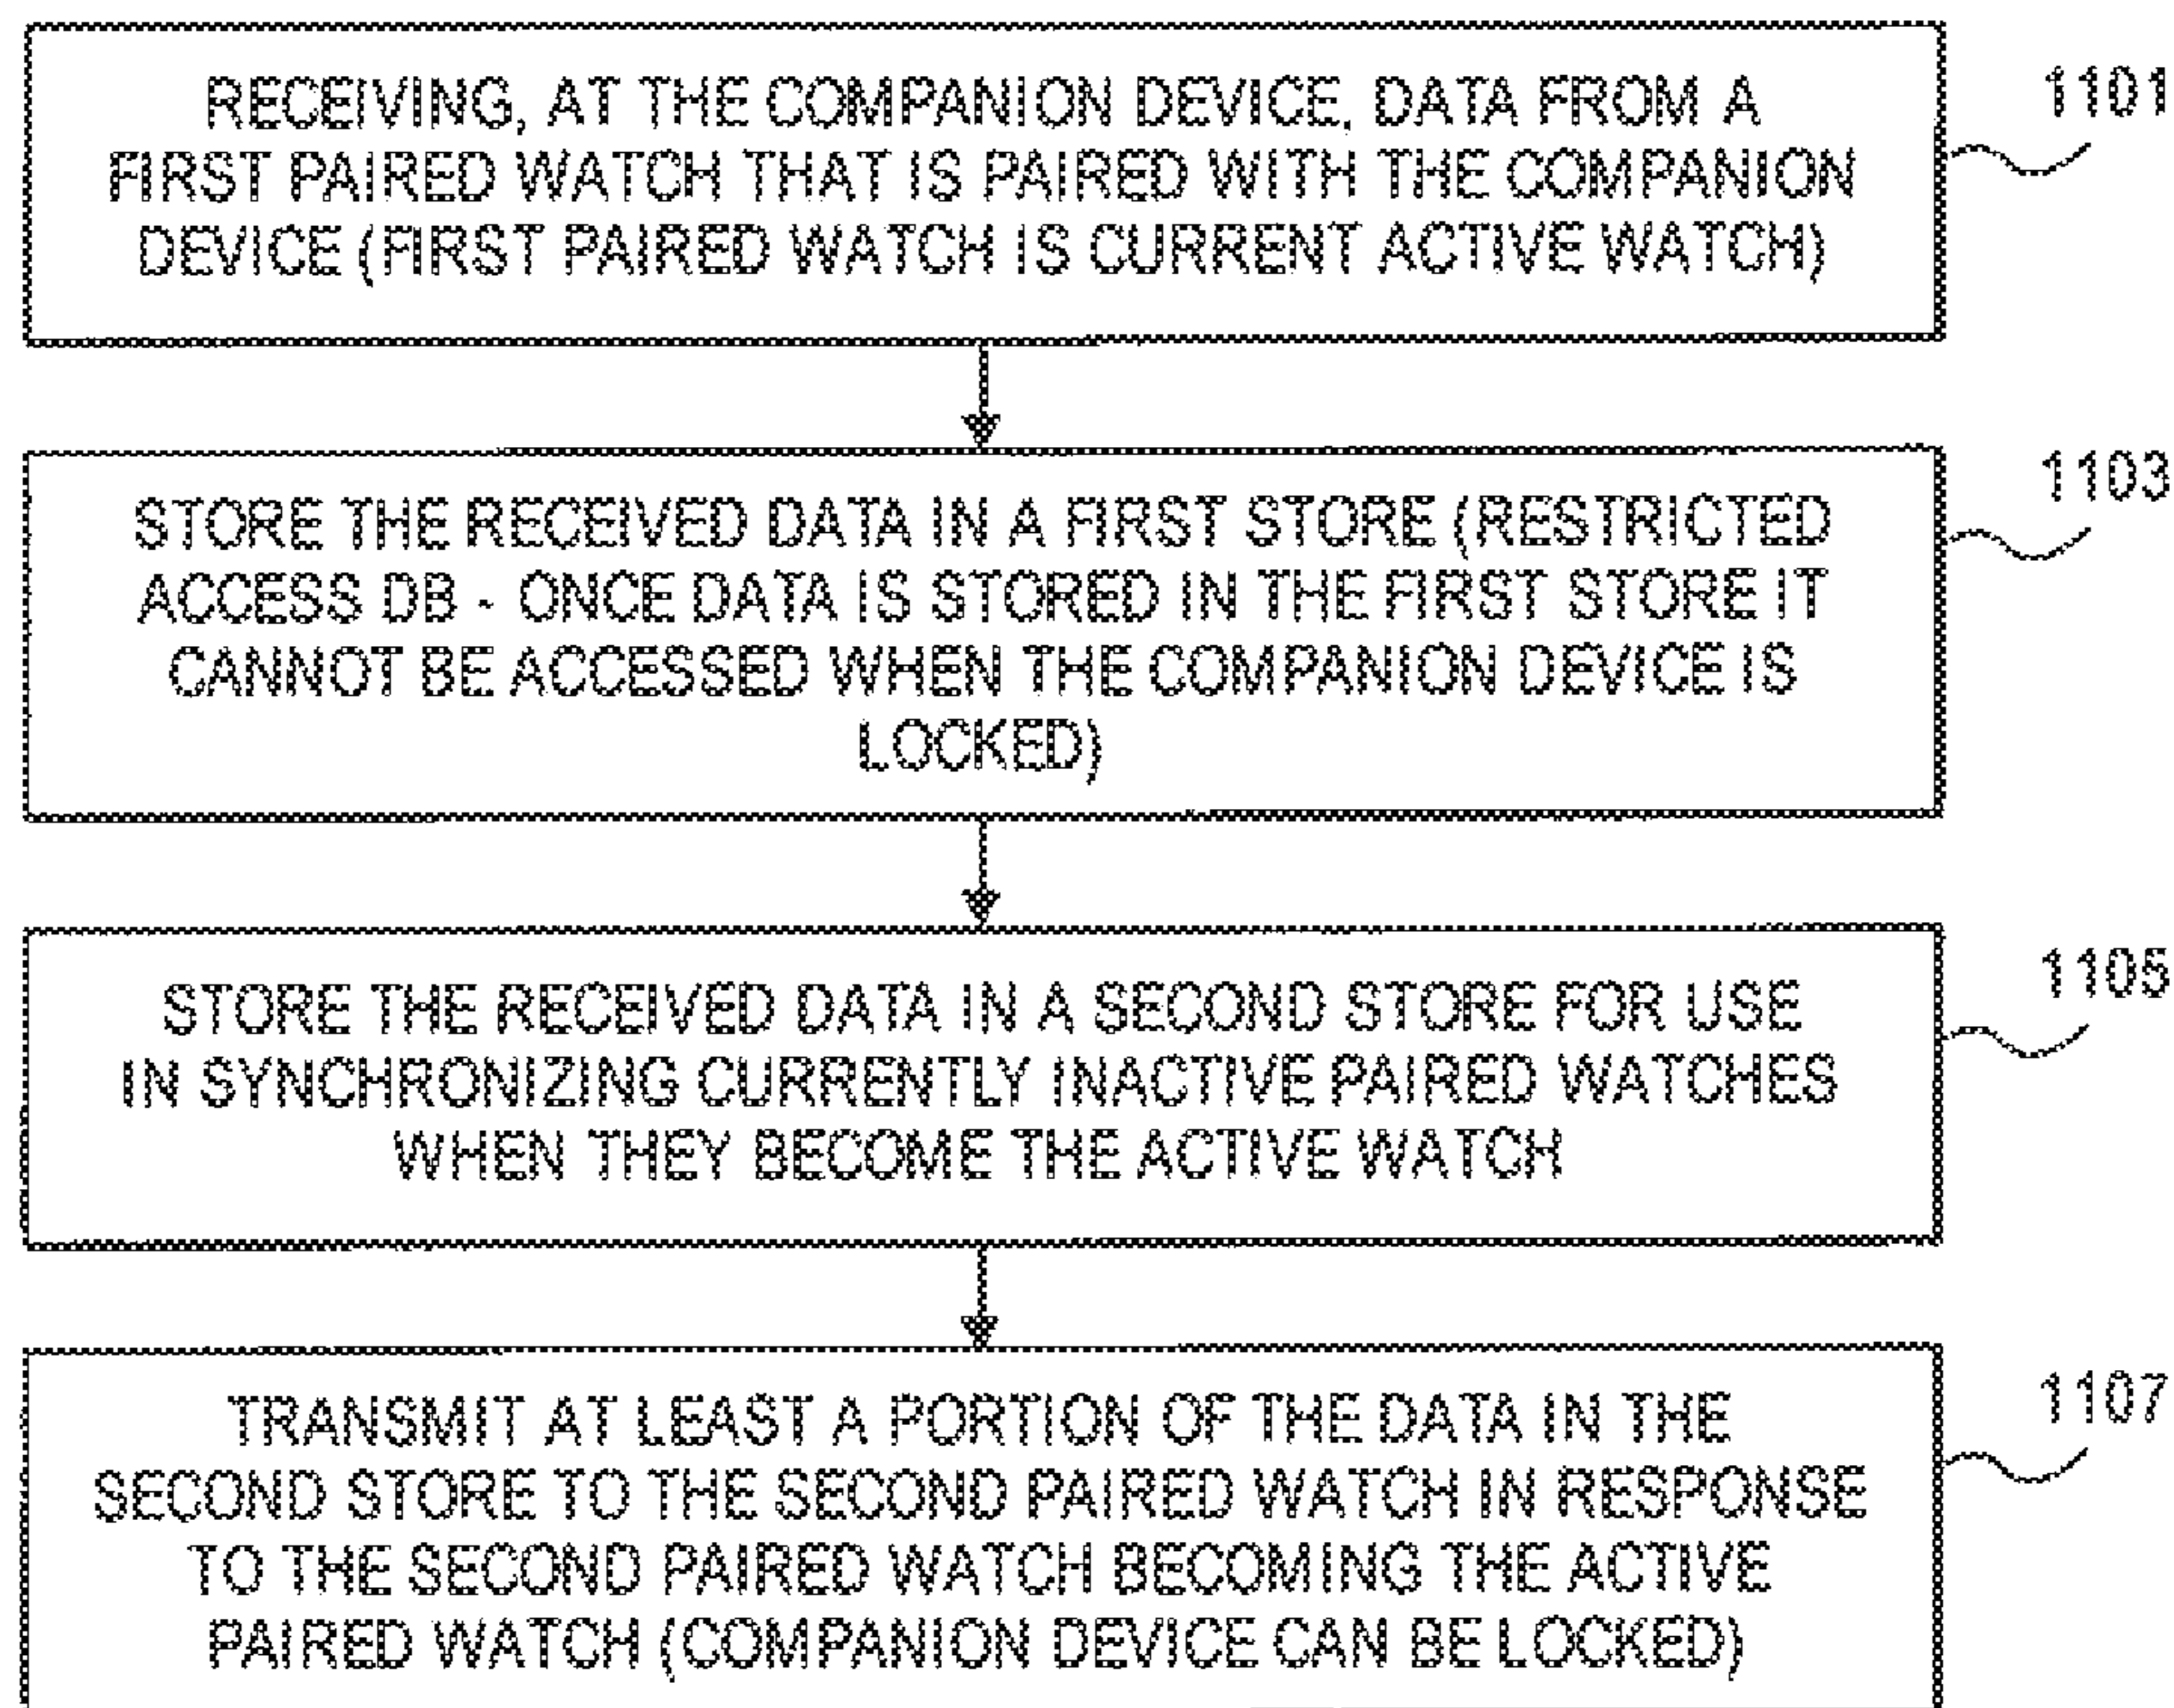 RECEIVING, AT THE COMPANION DEVICE, DATA FROM A
FIRST PAIRED WATCH THAT IS PAIRED WITH THE COMPANION
DEVICE (FIRST PAIRED WATCH IS CURRENT ACTIVE WATCH)
1101
STORE THE RECEIVED DATA IN A FIRST STORE (RESTRICTED
ACCESS DB - ONCE DATA IS STORED IN THE FIRST STORE IT
CANNOT BE ACCESSED WHEN THE COMPANION DEVICE IS
LOCKED)
1103
STORE THE RECEIVED DATA IN A SECOND STORE FOR USE
IN SYNCHRONIZING CURRENTLY INACTIVE PAIRED WATCHES
WHEN THEY BECOME THE ACTIVE WATCH
1105
TRANSMIT AT LEAST A PORTION OF THE DATA IN THE
SECOND STORE TO THE SECOND PAIRED WATCH IN RESPONSE
TO THE SECOND PAIRED WATCH BECOMING THE ACTIVE
PAIRED WATCH (COMPANION DEVICE CAN BE LOCKED)
1107